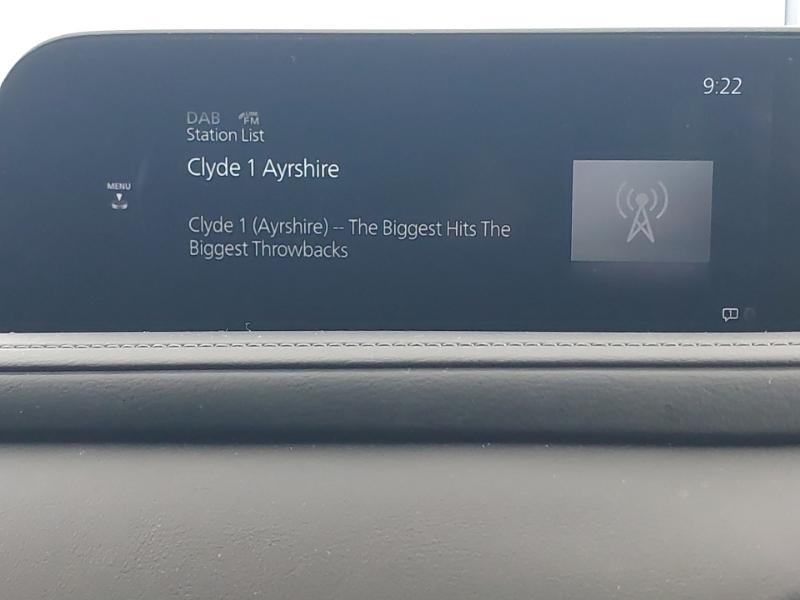 9:22
DAB LINK FM
Station List
Clyde 1 Ayrshire
MENU
Clyde 1 (Ayrshire) -- The Biggest Hits The
Biggest Throwbacks